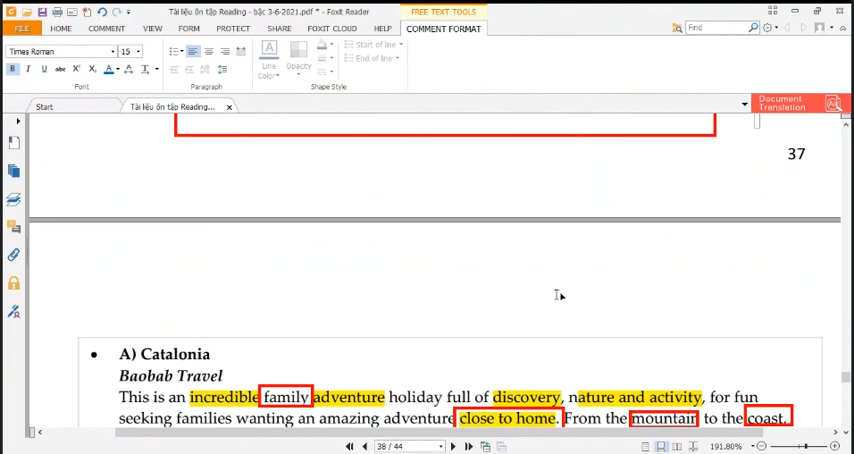 Tài liệu ôn tập Reading - bậc 3-6-2021.pdf * - Foxit Reader
FREE TEXT TOOLS
FILE HOME COMMENT VIEW FORM PROTECT SHARE FOXIT CLOUD HELP COMMENT FORMAT
Find
Times Roman 15
Start of line
End of line
Line Color
Opacity
Font Paragraph Shape Style
Start
Tài liệu ôn tập Reading...
Document Translation
37
A) Catalonia
Baobab Travel
This is an incredible family adventure holiday full of discovery, nature and activity, for fun
seeking families wanting an amazing adventure close to home. From the mountain to the coast,
38 / 44
191.80%